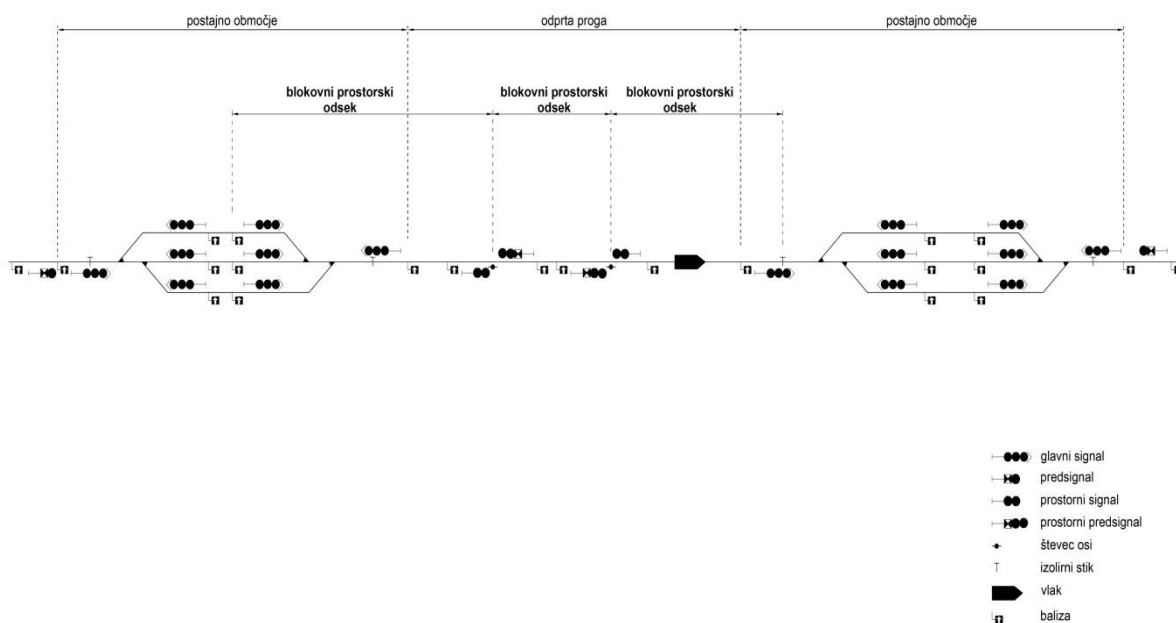 postajno območje
odprta proga
postajno območje
blokovni prostorski
odsek
blokovni prostorski
odsek
blokovni prostorski
odsek
glavni signal
predsignal
prostorni signal
prostorni predsignal
števec osi
izolirni stik
vlak
baliza